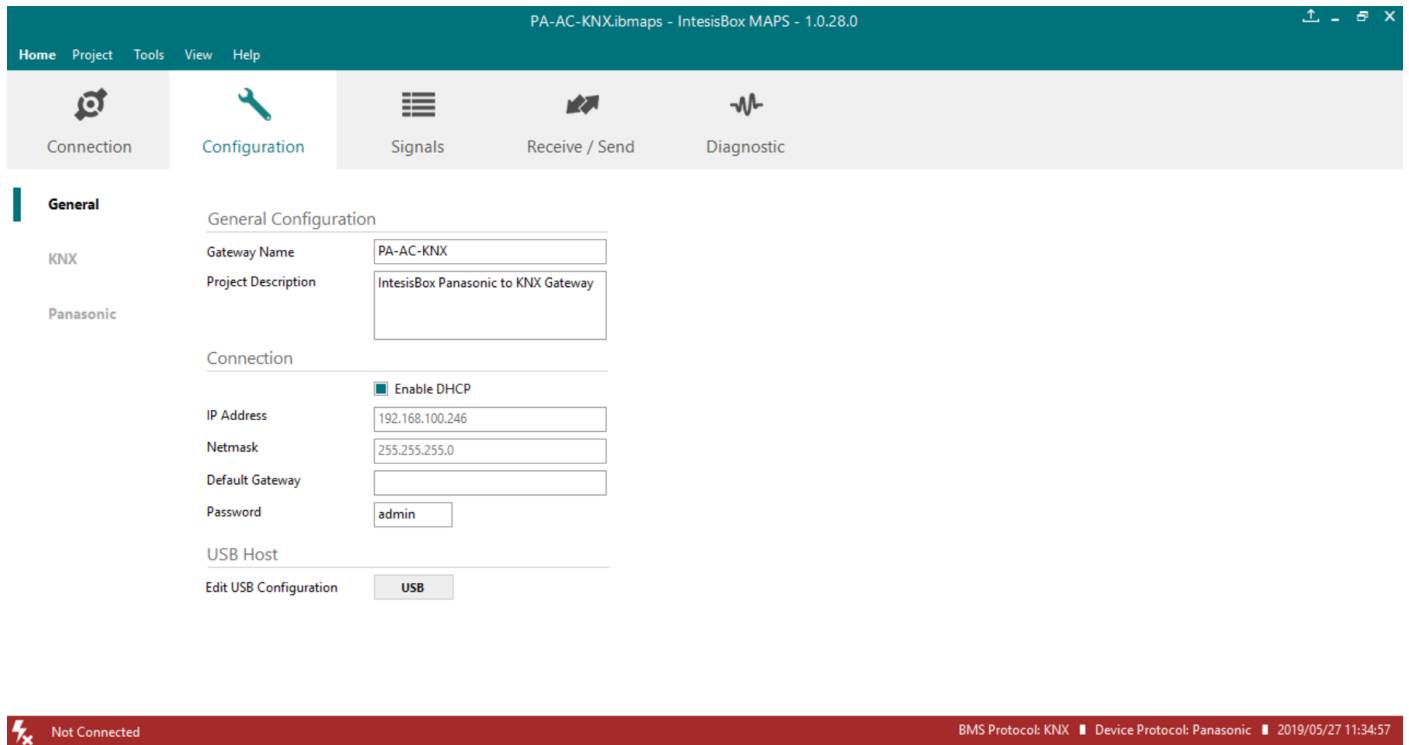 PA-AC-KNX.ibmaps - IntesisBox MAPS - 1.0.28.0
Home Project Tools View Help
Connection Configuration Signals Receive / Send Diagnostic
General
KNX
Panasonic
General Configuration
Gateway Name PA-AC-KNX
Project Description IntesisBox Panasonic to KNX Gateway
Connection
Enable DHCP
IP Address 192.168.100.246
Netmask 255.255.255.0
Default Gateway
Password admin
USB Host
Edit USB Configuration USB
Not Connected BMS Protocol: KNX Device Protocol: Panasonic 2019/05/27 11:34:57